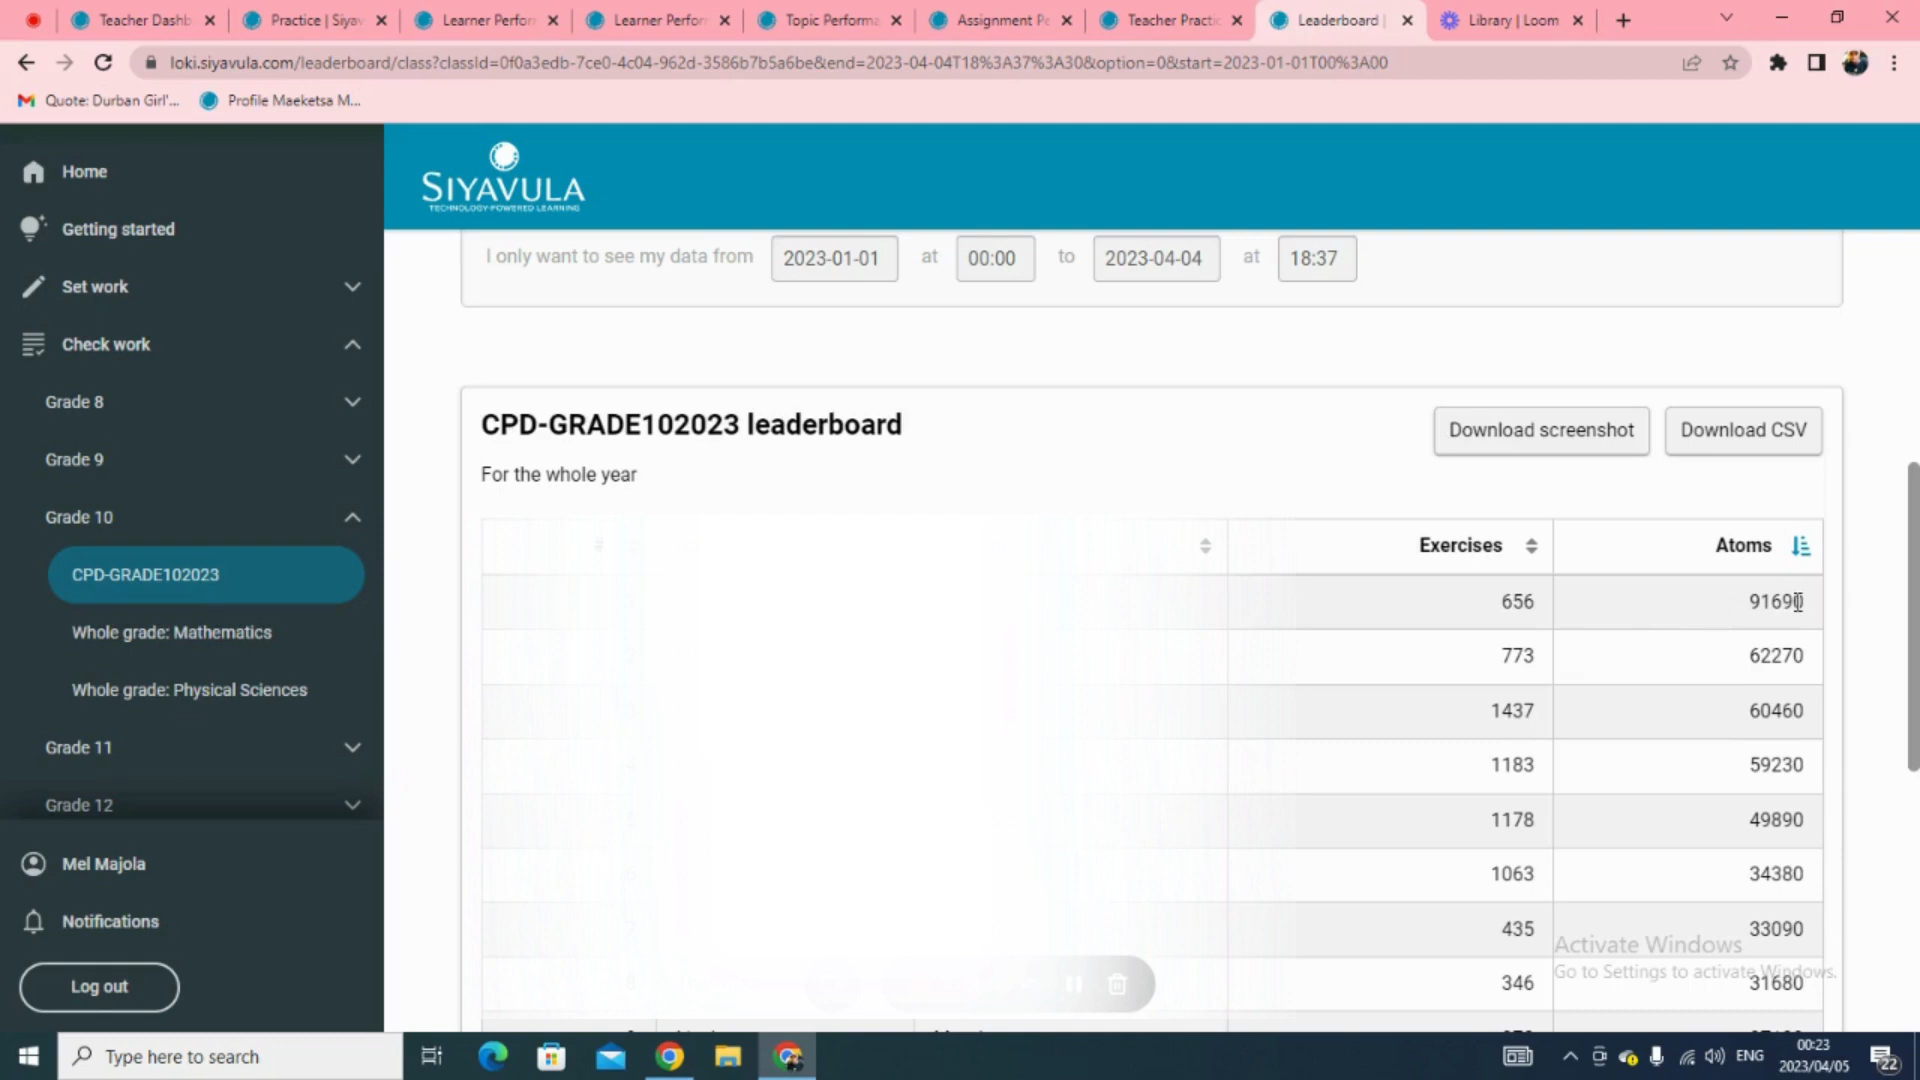 Teacher Dashb
Practice | Siyav
Learner Perfor
Learner Perfor
Topic Performa
Assignment Pe
Teacher Practic
Leaderboard |
Library | Loom
loki.siyavula.com/leaderboard/class?classId=0f0a3edb-7ce0-4c04-962d-3586b7b5a6be&end=2023-04-04T18%3A37%3A30&option=0&start=2023-01-01T00%3A00
Quote: Durban Girl'...
Profile Maeketsa M...
Home
Getting started
Set work
Check work
Grade 8
Grade 9
Grade 10
CPD-GRADE102023
Whole grade: Mathematics
Whole grade: Physical Sciences
Grade 11
Grade 12
Mel Majola
Notifications
Log out
SIYAVULA
TECHNOLOGY-POWERED LEARNING
I only want to see my data from 2023-01-01 at 00:00 to 2023-04-04 at 18:37
CPD-GRADE102023 leaderboard
Download screenshot
Download CSV
For the whole year
Exercises Atoms
656 91690
773 62270
1437 60460
1183 59230
1178 49890
1063 34380
435 33090
346 31680
Activate Windows
Go to Settings to activate Windows.
Type here to search
ENG
00:23
2023/04/05
22